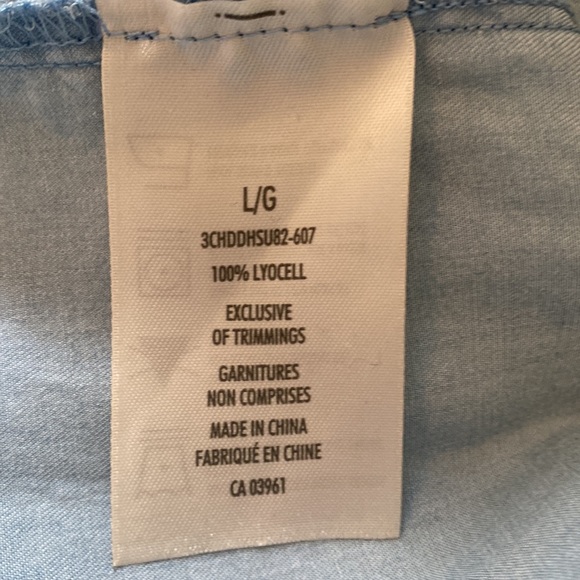 L/G
3CHDDHSU82-607
100% LYOCELL
EXCLUSIVE
OF TRIMMINGS
GARNITURES
NON COMPRISES
MADE IN CHINA
FABRIQUÉ EN CHINE
CA 03961